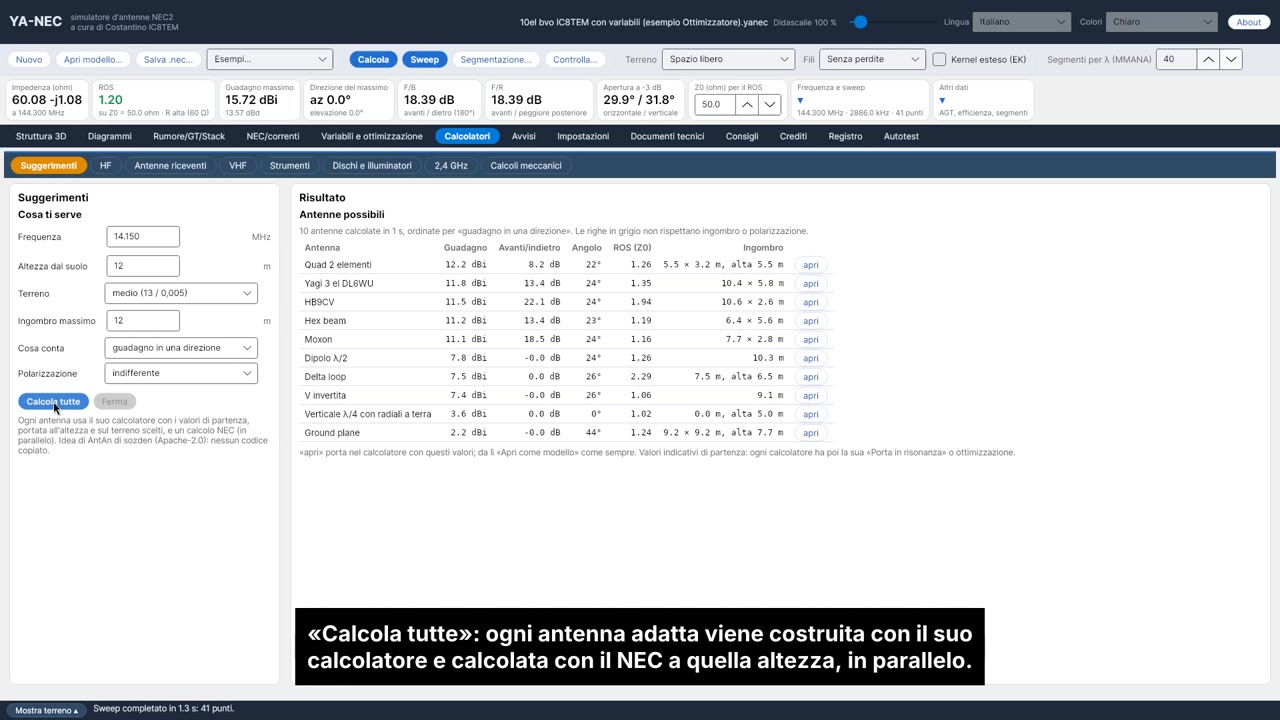 YA-NEC
simulatore d'antenne NEC2
a cura di Costantino IC8TEM
10el bvo IC8TEM con variabili (esempio Ottimizzatore).yanec
Didascalie 100 %
Lingua
Italiano
Colori
Chiaro
About
Nuovo
Apri modello...
Salva .nec...
Esempi...
Calcola
Sweep
Segmentazione...
Controlla...
Terreno
Spazio libero
Fili
Senza perdite
Kernel esteso (EK)
Segmenti per λ (MMANA)
40
Impedenza (ohm)
60.08 -j1.08
a 144.300 MHz
ROS
1.20
su Z0 = 50.0 ohm · R alta (60 Ω)
Guadagno massimo
15.72 dBi
13.57 dBd
Direzione del massimo
az 0.0°
elevazione 0.0°
F/B
18.39 dB
avanti / dietro (180°)
F/R
18.39 dB
avanti / peggiore posteriore
Apertura a -3 dB
29.9° / 31.8°
orizzontale / verticale
Z0 (ohm) per il ROS
50.0
Frequenza e sweep
▼
144.300 MHz · 2886.0 kHz · 41 punti
Altri dati
▼
AGT, efficienza, segmenti
Struttura 3D
Diagrammi
Rumore/GT/Stack
NEC/correnti
Variabili e ottimizzazione
Calcolatori
Avvisi
Impostazioni
Documenti tecnici
Consigli
Crediti
Registro
Autotest
Suggerimenti
HF
Antenne riceventi
VHF
Strumenti
Dischi e illuminatori
2,4 GHz
Calcoli meccanici
Suggerimenti
Cosa ti serve
Frequenza 14.150 MHz
Altezza dal suolo 12 m
Terreno medio (13 / 0,005)
Ingombro massimo 12 m
Cosa conta guadagno in una direzione
Polarizzazione indifferente
Calcola tutte
Ferma
Ogni antenna usa il suo calcolatore con i valori di partenza,
portata all'altezza e sul terreno scelti, e un calcolo NEC (in
parallelo). Idea di AntAn di sozden (Apache-2.0): nessun codice
copiato.
Risultato
Antenne possibili
10 antenne calcolate in 1 s, ordinate per «guadagno in una direzione». Le righe in grigio non rispettano ingombro o polarizzazione.
Antenna Guadagno Avanti/indietro Angolo ROS (Z0) Ingombro
Quad 2 elementi 12.2 dBi 8.2 dB 22° 1.26 5.5 × 3.2 m, alta 5.5 m apri
Yagi 3 el DL6WU 11.8 dBi 13.4 dB 24° 1.35 10.4 × 5.8 m apri
HB9CV 11.5 dBi 22.1 dB 24° 1.94 10.6 × 2.6 m apri
Hex beam 11.2 dBi 13.4 dB 23° 1.19 6.4 × 5.6 m apri
Moxon 11.1 dBi 18.5 dB 24° 1.16 7.7 × 2.8 m apri
Dipolo λ/2 7.8 dBi -0.0 dB 24° 1.26 10.3 m apri
Delta loop 7.5 dBi 0.0 dB 26° 2.29 7.5 m, alta 6.5 m apri
V invertita 7.4 dBi -0.0 dB 26° 1.06 9.1 m apri
Verticale λ/4 con radiali a terra 3.6 dBi 0.0 dB 0° 1.02 0.0 m, alta 5.0 m apri
Ground plane 2.2 dBi -0.0 dB 44° 1.24 9.2 × 9.2 m, alta 7.7 m apri
«apri» porta nel calcolatore con questi valori; da lì «Apri come modello» come sempre. Valori indicativi di partenza: ogni calcolatore ha poi la sua «Porta in risonanza» o ottimizzazione.
«Calcola tutte»: ogni antenna adatta viene costruita con il suo
calcolatore e calcolata con il NEC a quella altezza, in parallelo.
Mostra terreno ▴
Sweep completato in 1.3 s: 41 punti.